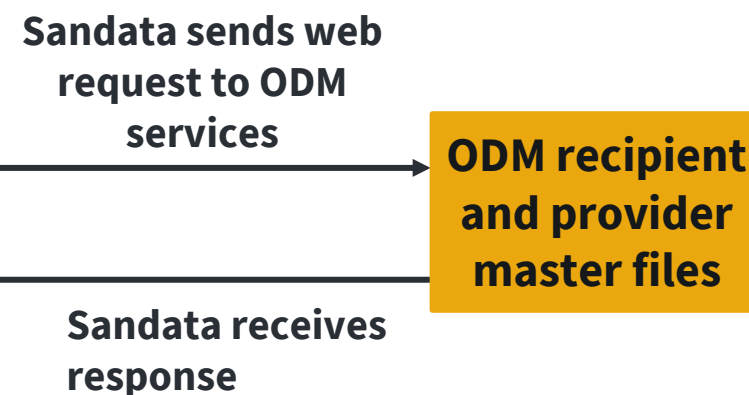 Sandata sends web
request to ODM
services
ODM recipient
and provider
master files
Sandata receives
response